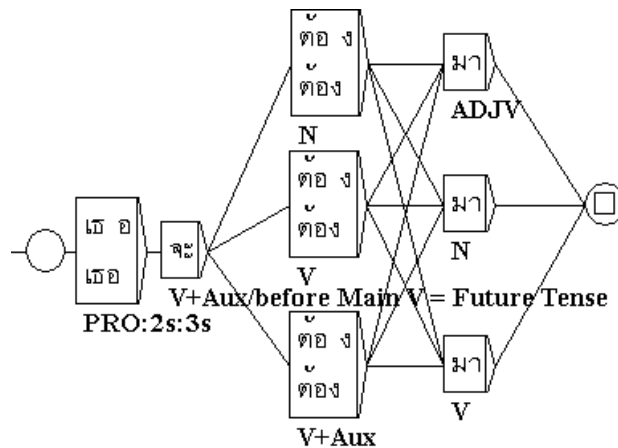 ต้อ ง
ต้อง
N
มา
ADJV
เธ อ
เธอ
PRO:2s:3s
จะ
V+Aux/before Main V = Future Tense
ต้อ ง
ต้อง
V
มา
N
ต้อ ง
ต้อง
V+Aux
มา
V